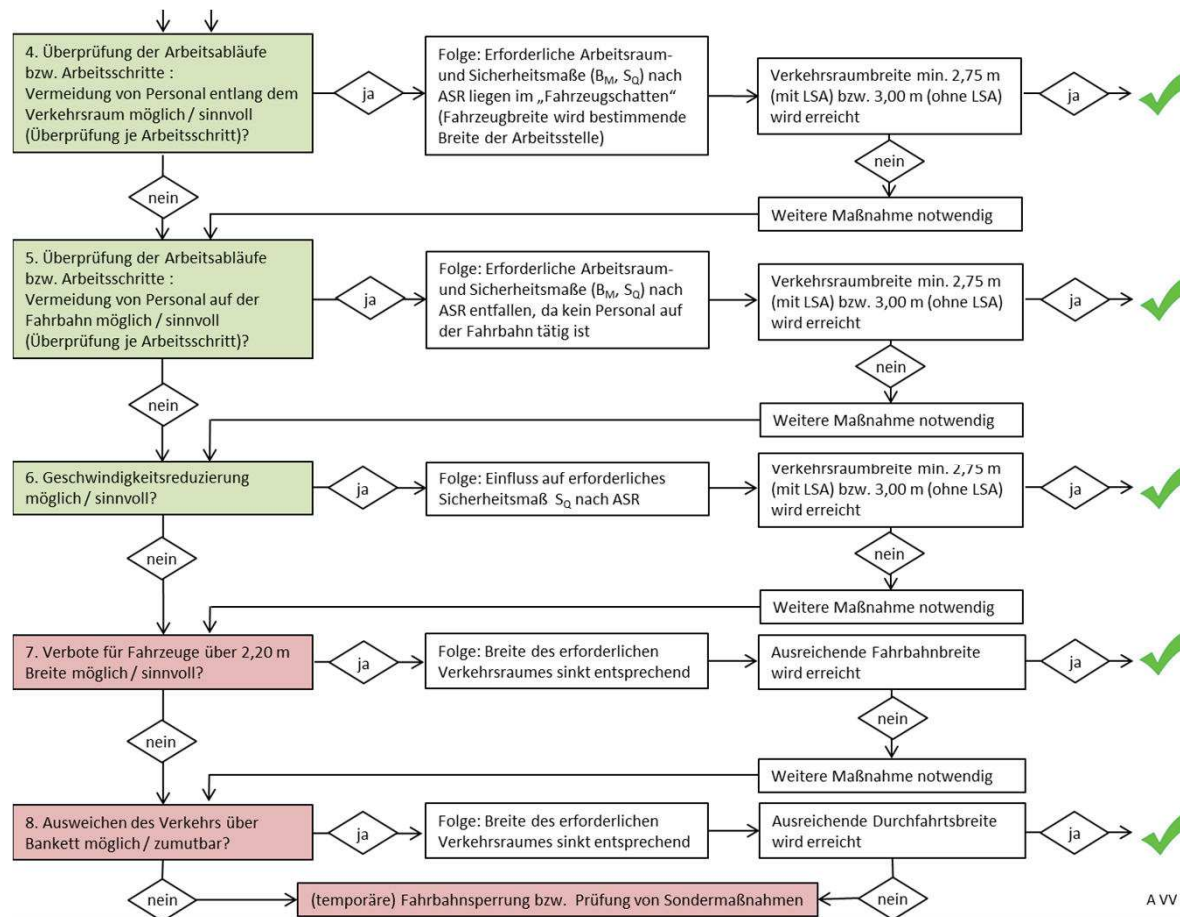 4. Überprüfung der Arbeitsabläufe
bzw. Arbeitsschritte :
Vermeidung von Personal entlang dem
Verkehrsraum möglich / sinnvoll
(Überprüfung je Arbeitsschritt)?
ja
Folge: Erforderliche Arbeitsraum-
und Sicherheitsmaße (B_M, S_Q) nach
ASR liegen im „Fahrzeugschatten“
(Fahrzeugbreite wird bestimmende
Breite der Arbeitsstelle)
Verkehrsraumbreite min. 2,75 m
(mit LSA) bzw. 3,00 m (ohne LSA)
wird erreicht
ja
nein
nein
Weitere Maßnahme notwendig
5. Überprüfung der Arbeitsabläufe
bzw. Arbeitsschritte :
Vermeidung von Personal auf der
Fahrbahn möglich / sinnvoll
(Überprüfung je Arbeitsschritt)?
ja
Folge: Erforderliche Arbeitsraum-
und Sicherheitsmaße (B_M, S_Q) nach
ASR entfallen, da kein Personal auf
der Fahrbahn tätig ist
Verkehrsraumbreite min. 2,75 m
(mit LSA) bzw. 3,00 m (ohne LSA)
wird erreicht
ja
nein
nein
Weitere Maßnahme notwendig
6. Geschwindigkeitsreduzierung
möglich / sinnvoll?
ja
Folge: Einfluss auf erforderliches
Sicherheitsmaß S_Q nach ASR
Verkehrsraumbreite min. 2,75 m
(mit LSA) bzw. 3,00 m (ohne LSA)
wird erreicht
ja
nein
nein
Weitere Maßnahme notwendig
7. Verbote für Fahrzeuge über 2,20 m
Breite möglich / sinnvoll?
ja
Folge: Breite des erforderlichen
Verkehrsraumes sinkt entsprechend
Ausreichende Fahrbahnbreite
wird erreicht
ja
nein
nein
Weitere Maßnahme notwendig
8. Ausweichen des Verkehrs über
Bankett möglich / zumutbar?
ja
Folge: Breite des erforderlichen
Verkehrsraumes sinkt entsprechend
Ausreichende Durchfahrtsbreite
wird erreicht
ja
nein
(temporäre) Fahrbahnsperrung bzw. Prüfung von Sondermaßnahmen
nein
A VV